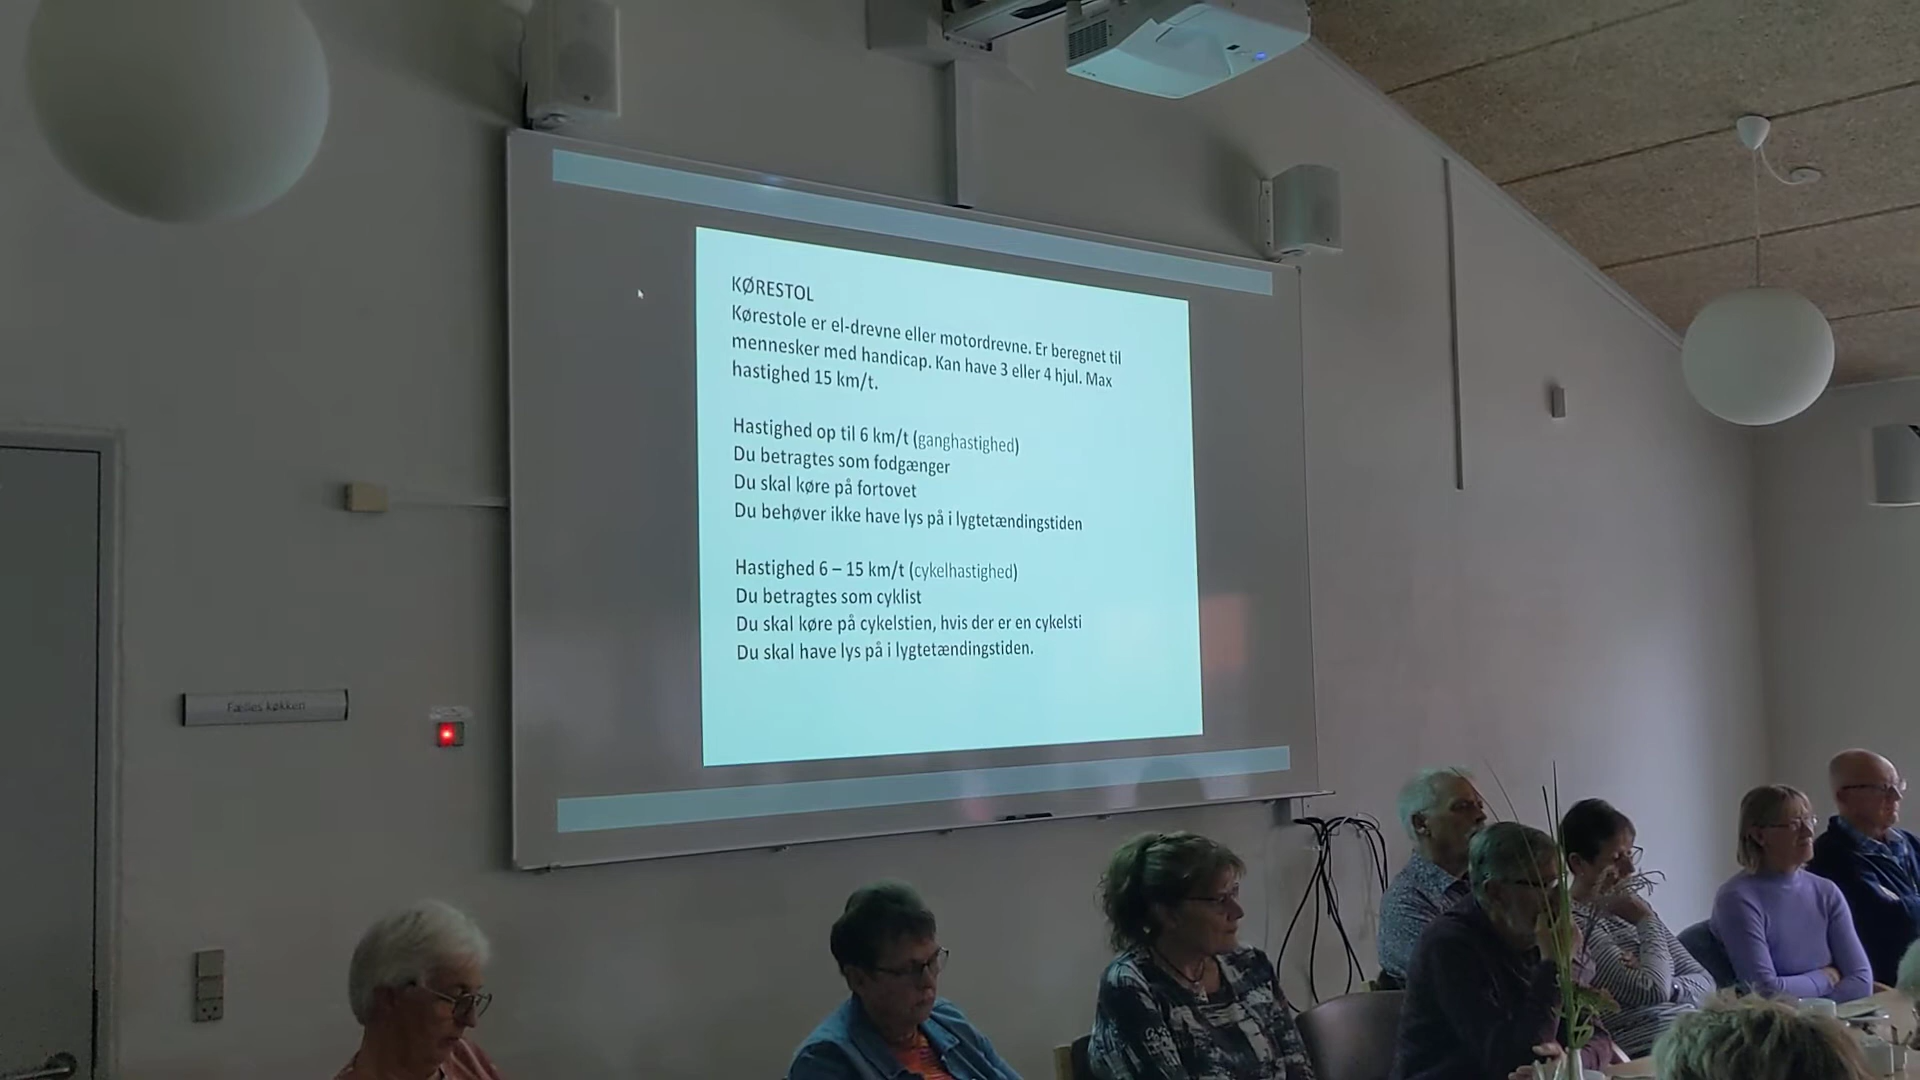 KØRESTOL
Kørestole er el-drevne eller motordrevne. Er beregnet til
mennesker med handicap. Kan have 3 eller 4 hjul. Max
hastighed 15 km/t.
Hastighed op til 6 km/t (ganghastighed)
Du betragtes som fodgænger
Du skal køre på fortovet
Du behøver ikke have lys på i lygtetændingstiden
Hastighed 6 – 15 km/t (cykelhastighed)
Du betragtes som cyklist
Du skal køre på cykelstien, hvis der er en cykelsti
Du skal have lys på i lygtetændingstiden.
Fælles køkken